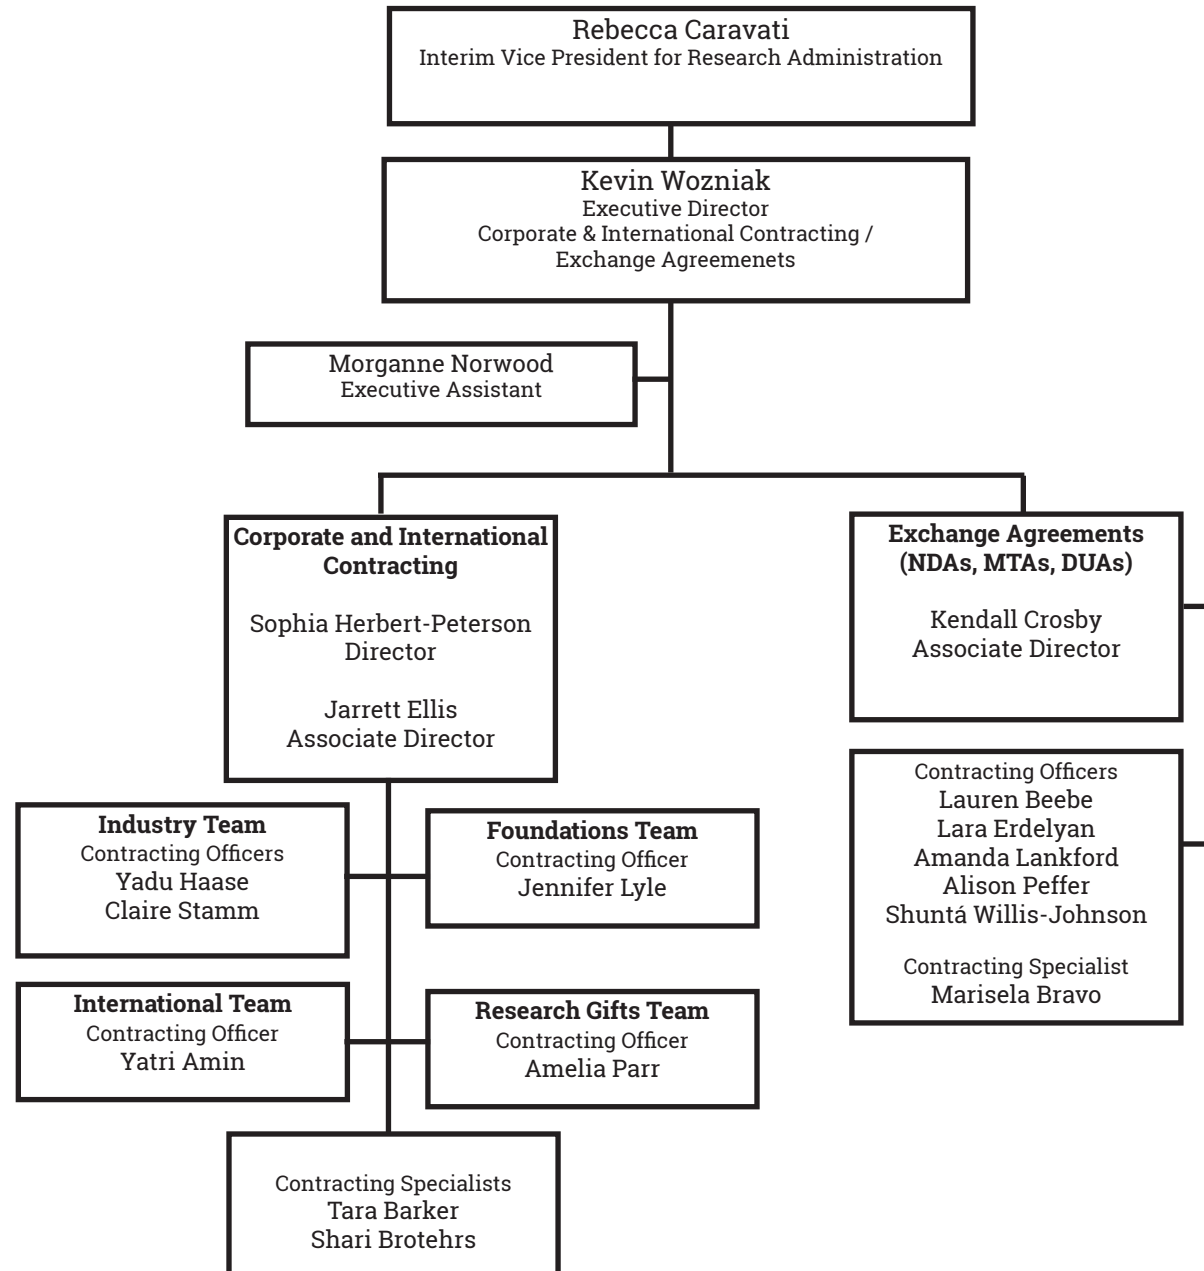 Rebecca Caravati
Interim Vice President for Research Administration
Kevin Wozniak
Executive Director
Corporate & International Contracting /
Exchange Agreemenets
Morganne Norwood
Executive Assistant
Corporate and International
Contracting
Sophia Herbert-Peterson
Director
Jarrett Ellis
Associate Director
Exchange Agreements
(NDAs, MTAs, DUAs)
Kendall Crosby
Associate Director
Industry Team
Contracting Officers
Yadu Haase
Claire Stamm
Foundations Team
Contracting Officer
Jennifer Lyle
Contracting Officers
Lauren Beebe
Lara Erdelyan
Amanda Lankford
Alison Peffer
Shuntá Willis-Johnson
Contracting Specialist
Marisela Bravo
International Team
Contracting Officer
Yatri Amin
Research Gifts Team
Contracting Officer
Amelia Parr
Contracting Specialists
Tara Barker
Shari Brotehrs